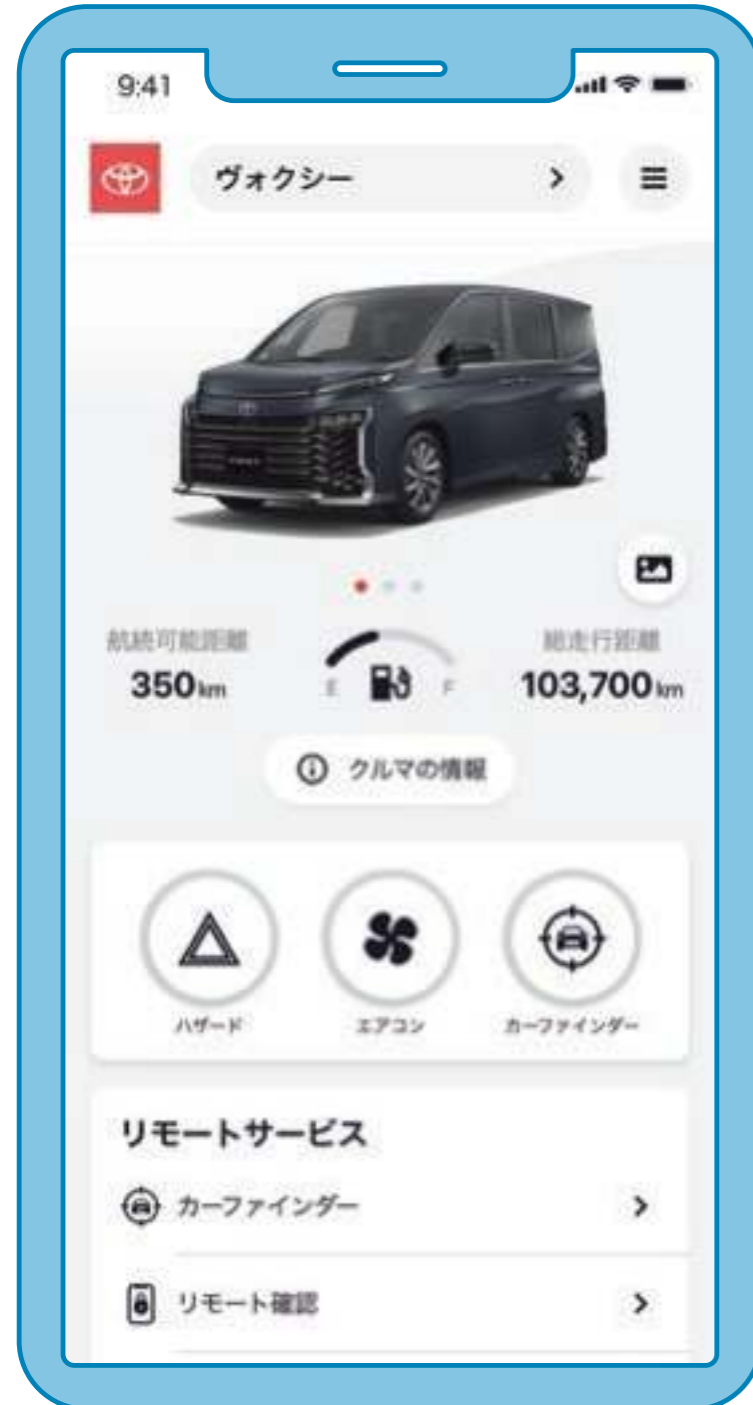 9:41
ヴォクシー
航続可能距離
350km
E F
総走行距離
103,700km
クルマの情報
ハザード
エアコン
カーファインダー
リモートサービス
カーファインダー
リモート確認